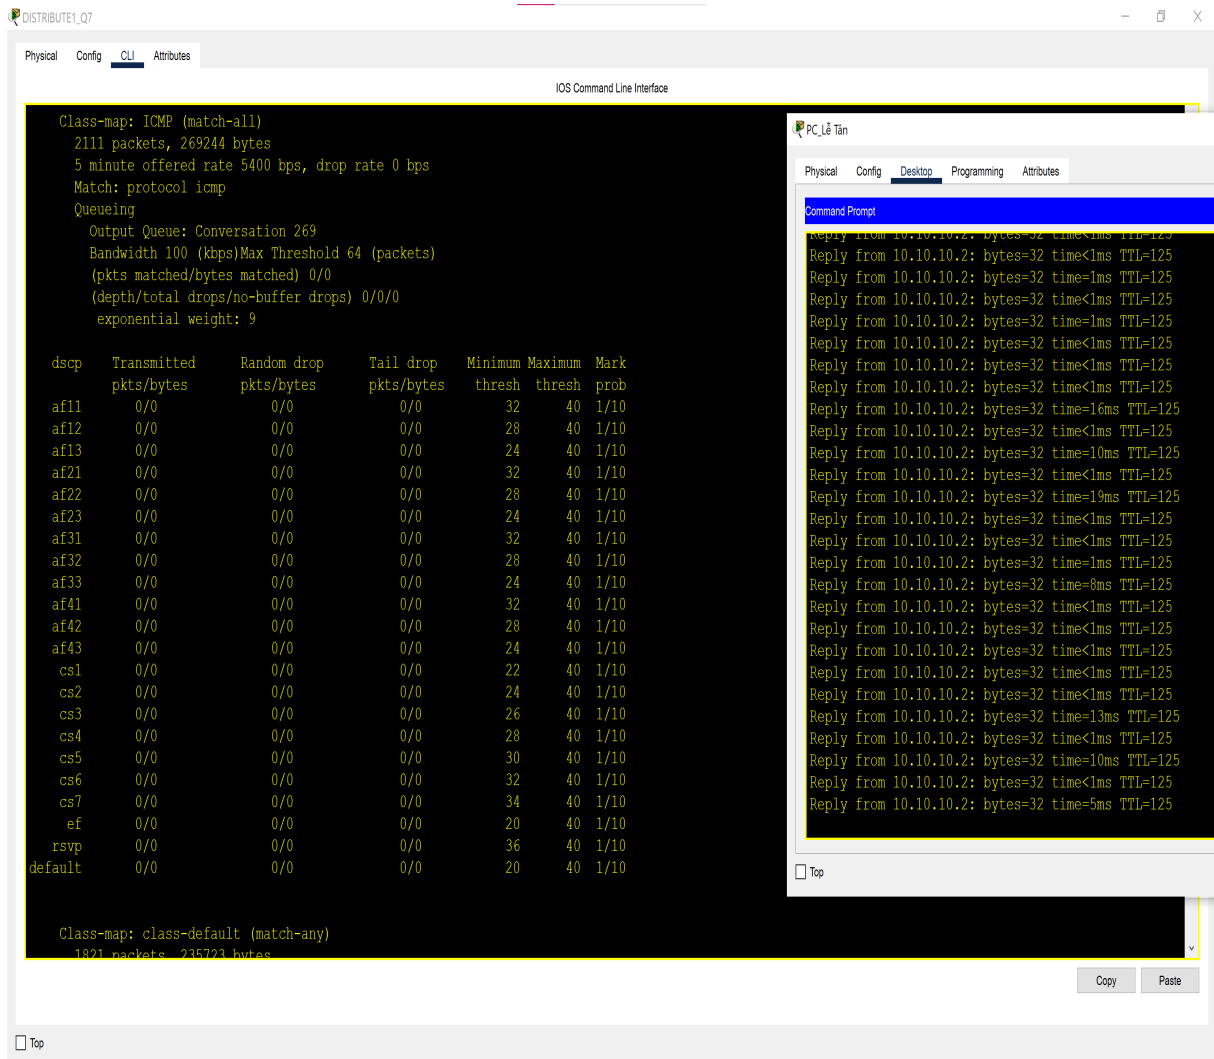 DISTRIBUTE1_Q7
Physical Config CLI Attributes
IOS Command Line Interface
Class-map: ICMP (match-all)
2111 packets, 269244 bytes
5 minute offered rate 5400 bps, drop rate 0 bps
Match: protocol icmp
Queueing
Output Queue: Conversation 269
Bandwidth 100 (kbps)Max Threshold 64 (packets)
(pkts matched/bytes matched) 0/0
(depth/total drops/no-buffer drops) 0/0/0
exponential weight: 9
dscp Transmitted Random drop Tail drop Minimum Maximum Mark
pkts/bytes pkts/bytes pkts/bytes thresh thresh prob
af11 0/0 0/0 0/0 32 40 1/10
af12 0/0 0/0 0/0 28 40 1/10
af13 0/0 0/0 0/0 24 40 1/10
af21 0/0 0/0 0/0 32 40 1/10
af22 0/0 0/0 0/0 28 40 1/10
af23 0/0 0/0 0/0 24 40 1/10
af31 0/0 0/0 0/0 32 40 1/10
af32 0/0 0/0 0/0 28 40 1/10
af33 0/0 0/0 0/0 24 40 1/10
af41 0/0 0/0 0/0 32 40 1/10
af42 0/0 0/0 0/0 28 40 1/10
af43 0/0 0/0 0/0 24 40 1/10
cs1 0/0 0/0 0/0 22 40 1/10
cs2 0/0 0/0 0/0 24 40 1/10
cs3 0/0 0/0 0/0 26 40 1/10
cs4 0/0 0/0 0/0 28 40 1/10
cs5 0/0 0/0 0/0 30 40 1/10
cs6 0/0 0/0 0/0 32 40 1/10
cs7 0/0 0/0 0/0 34 40 1/10
ef 0/0 0/0 0/0 20 40 1/10
rsvp 0/0 0/0 0/0 36 40 1/10
default 0/0 0/0 0/0 20 40 1/10
Class-map: class-default (match-any)
1821 packets, 235723 bytes
Copy Paste
Top
PC_Lễ Tân
Physical Config Desktop Programming Attributes
Command Prompt
Reply from 10.10.10.2: bytes=32 time<1ms TTL=125
Reply from 10.10.10.2: bytes=32 time<1ms TTL=125
Reply from 10.10.10.2: bytes=32 time=1ms TTL=125
Reply from 10.10.10.2: bytes=32 time<1ms TTL=125
Reply from 10.10.10.2: bytes=32 time=1ms TTL=125
Reply from 10.10.10.2: bytes=32 time<1ms TTL=125
Reply from 10.10.10.2: bytes=32 time<1ms TTL=125
Reply from 10.10.10.2: bytes=32 time<1ms TTL=125
Reply from 10.10.10.2: bytes=32 time=16ms TTL=125
Reply from 10.10.10.2: bytes=32 time<1ms TTL=125
Reply from 10.10.10.2: bytes=32 time=10ms TTL=125
Reply from 10.10.10.2: bytes=32 time<1ms TTL=125
Reply from 10.10.10.2: bytes=32 time=19ms TTL=125
Reply from 10.10.10.2: bytes=32 time<1ms TTL=125
Reply from 10.10.10.2: bytes=32 time<1ms TTL=125
Reply from 10.10.10.2: bytes=32 time=1ms TTL=125
Reply from 10.10.10.2: bytes=32 time=8ms TTL=125
Reply from 10.10.10.2: bytes=32 time<1ms TTL=125
Reply from 10.10.10.2: bytes=32 time<1ms TTL=125
Reply from 10.10.10.2: bytes=32 time<1ms TTL=125
Reply from 10.10.10.2: bytes=32 time<1ms TTL=125
Reply from 10.10.10.2: bytes=32 time<1ms TTL=125
Reply from 10.10.10.2: bytes=32 time=13ms TTL=125
Reply from 10.10.10.2: bytes=32 time<1ms TTL=125
Reply from 10.10.10.2: bytes=32 time=10ms TTL=125
Reply from 10.10.10.2: bytes=32 time<1ms TTL=125
Reply from 10.10.10.2: bytes=32 time=5ms TTL=125
Top